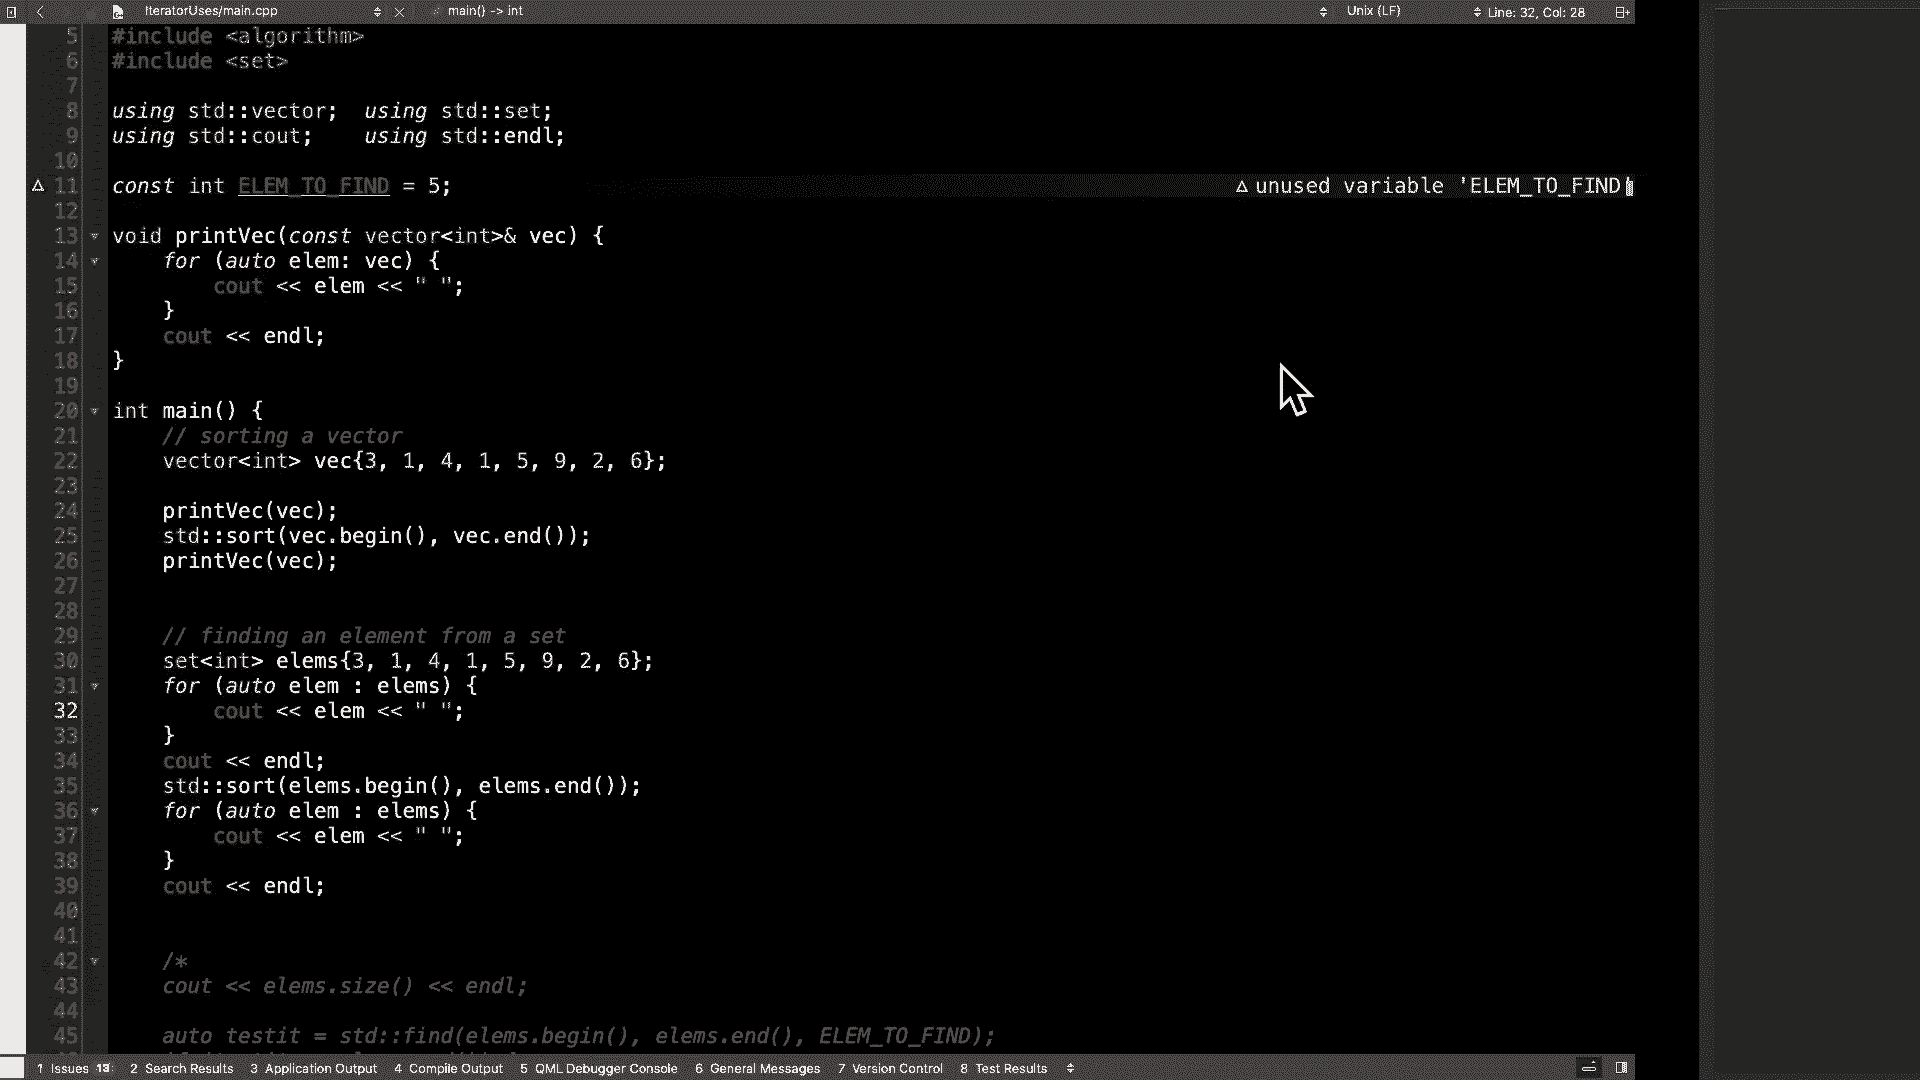 IteratorUses/main.cpp main() -> int Unix (LF) Line: 32, Col: 28
5 #include <algorithm>
6 #include <set>
7
8 using std::vector; using std::set;
9 using std::cout; using std::endl;
10
11 const int ELEM_TO_FIND = 5; unused variable 'ELEM_TO_FIND'
12
13 void printVec(const vector<int>& vec) {
14 for (auto elem: vec) {
15 cout << elem << " ";
16 }
17 cout << endl;
18 }
19
20 int main() {
21 // sorting a vector
22 vector<int> vec{3, 1, 4, 1, 5, 9, 2, 6};
23
24 printVec(vec);
25 std::sort(vec.begin(), vec.end());
26 printVec(vec);
27
28
29 // finding an element from a set
30 set<int> elems{3, 1, 4, 1, 5, 9, 2, 6};
31 for (auto elem : elems) {
32 cout << elem << " ";
33 }
34 cout << endl;
35 std::sort(elems.begin(), elems.end());
36 for (auto elem : elems) {
37 cout << elem << " ";
38 }
39 cout << endl;
40
41
42 /*
43 cout << elems.size() << endl;
44
45 auto testit = std::find(elems.begin(), elems.end(), ELEM_TO_FIND);
1 Issues 2 Search Results 3 Application Output 4 Compile Output 5 QML Debugger Console 6 General Messages 7 Version Control 8 Test Results